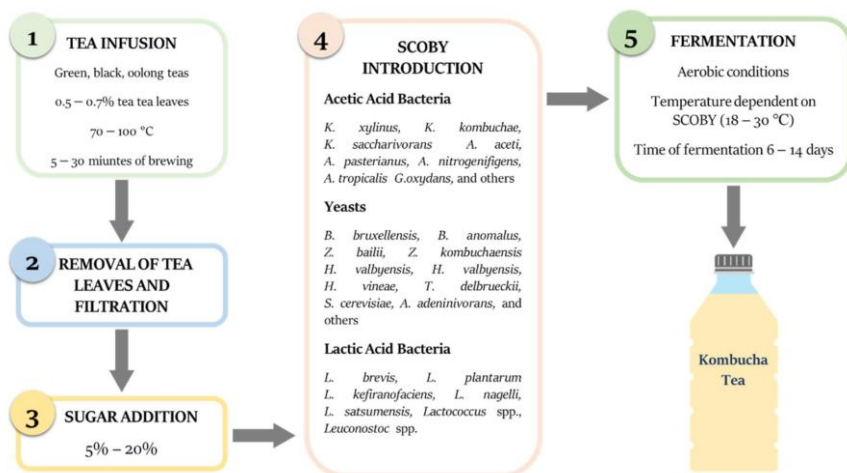 1
TEA INFUSION
Green, black, oolong teas
0.5 – 0.7% tea tea leaves
70 – 100 °C
5 – 30 miuntes of brewing
2
REMOVAL OF TEA
LEAVES AND
FILTRATION
3
SUGAR ADDITION
5% – 20%
4
SCOBY
INTRODUCTION
Acetic Acid Bacteria
K. xylinus, K. kombuchae,
K. saccharivorans A. aceti,
A. pasterianus, A. nitrogenifigens,
A. tropicalis G.oxydans, and others
Yeasts
B. bruxellensis, B. anomalus,
Z. bailii, Z. kombuchaensis
H. valbyensis, H. valbyensis,
H. vineae, T. delbrueckii,
S. cerevisiae, A. adeninivorans, and
others
Lactic Acid Bacteria
L. brevis, L. plantarum
L. kefiranofaciens, L. nagelli,
L. satsumensis, Lactococcus spp.,
Leuconostoc spp.
5
FERMENTATION
Aerobic conditions
Temperature dependent on
SCOBY (18 – 30 °C)
Time of fermentation 6 – 14 days
Kombucha
Tea